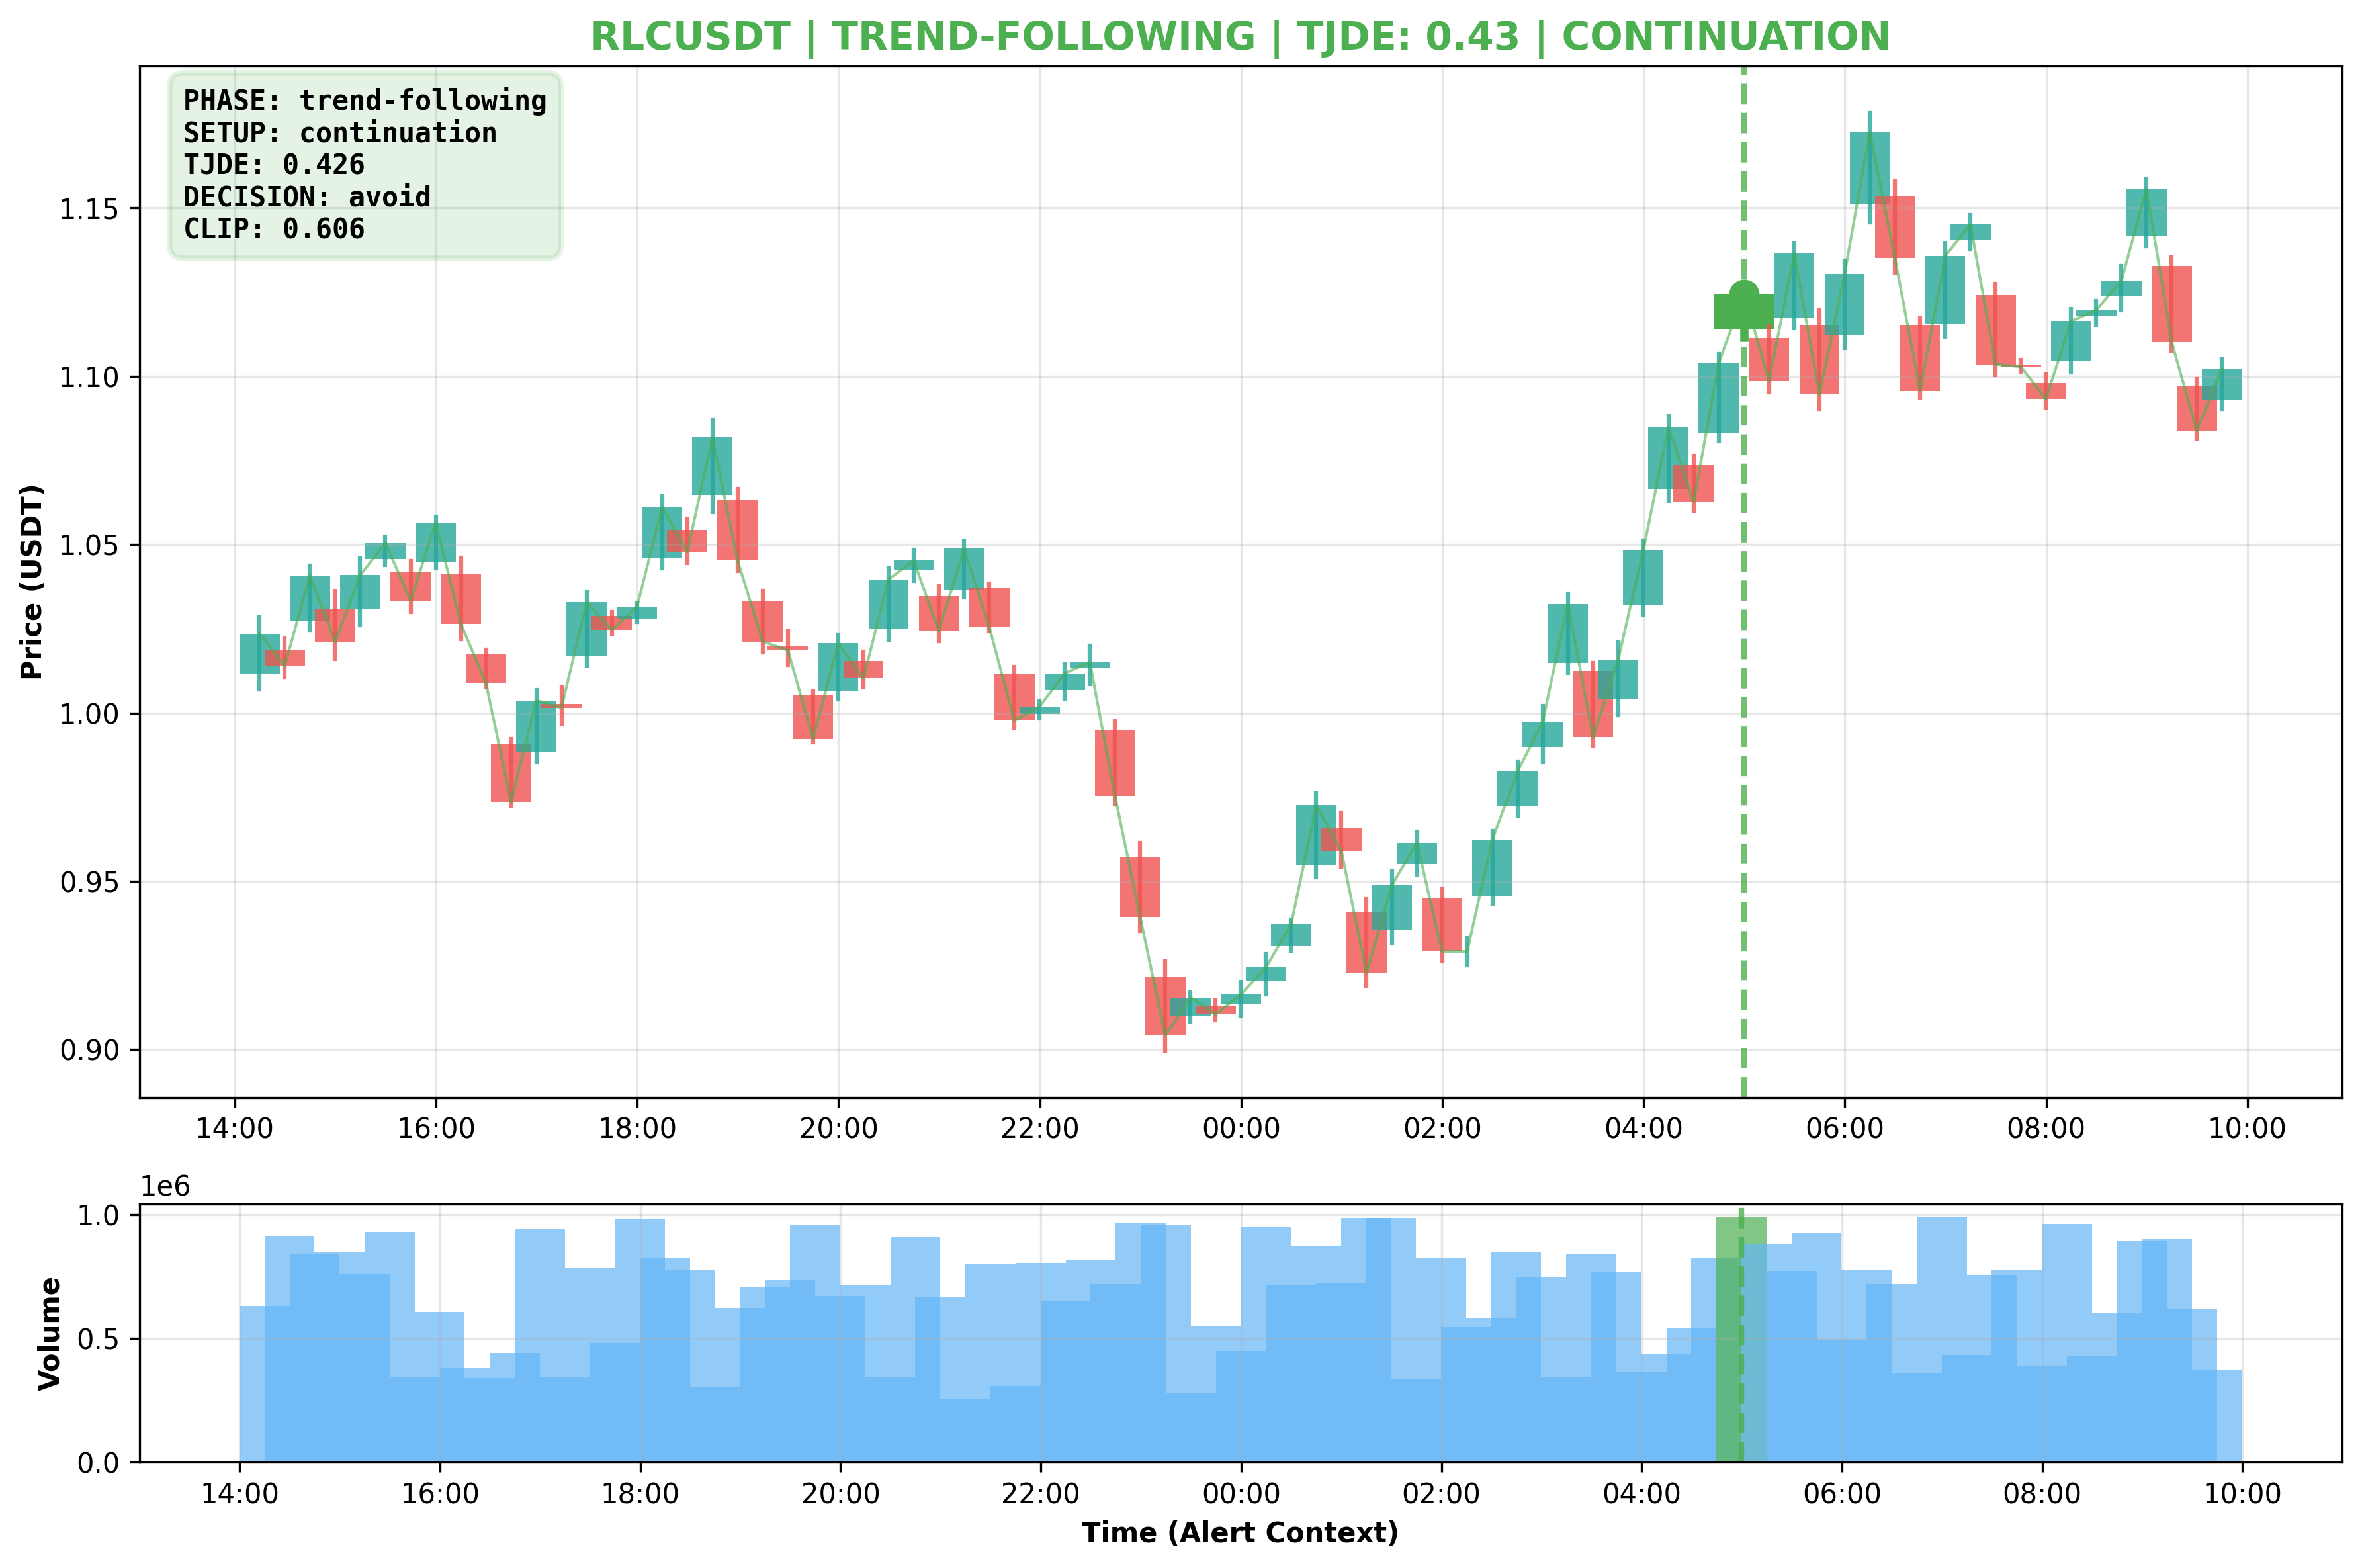 RLCUSDT | TREND-FOLLOWING | TJDE: 0.43 | CONTINUATION
PHASE: trend-following
SETUP: continuation
TJDE: 0.426
DECISION: avoid
CLIP: 0.606
Price (USDT)
1.15
1.10
1.05
1.00
0.95
0.90
14:00 16:00 18:00 20:00 22:00 00:00 02:00 04:00 06:00 08:00 10:00
1e6
Volume
1.0
0.5
0.0
14:00 16:00 18:00 20:00 22:00 00:00 02:00 04:00 06:00 08:00 10:00
Time (Alert Context)